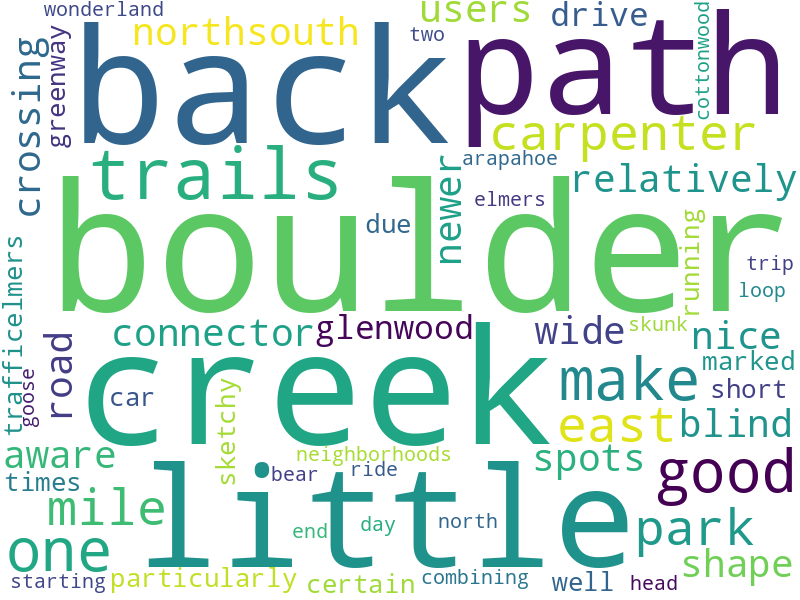 wonderland
northsouth
back
two
users
drive
path
cottonwood
crossing
greenway
trails
carpenter
arapahoe
newer
relatively
elmers
boulder
due
running
trip
loop
trafficelmers
goose
road
connector
glenwood
wide
skunk
nice
creek
car
make
marked
short
sketchy
east
blind
aware
neighborhoods
spots
times
bear
ride
good
little
mile
end
day
north
park
one
starting
particularly
certain
combining
well
head
shape